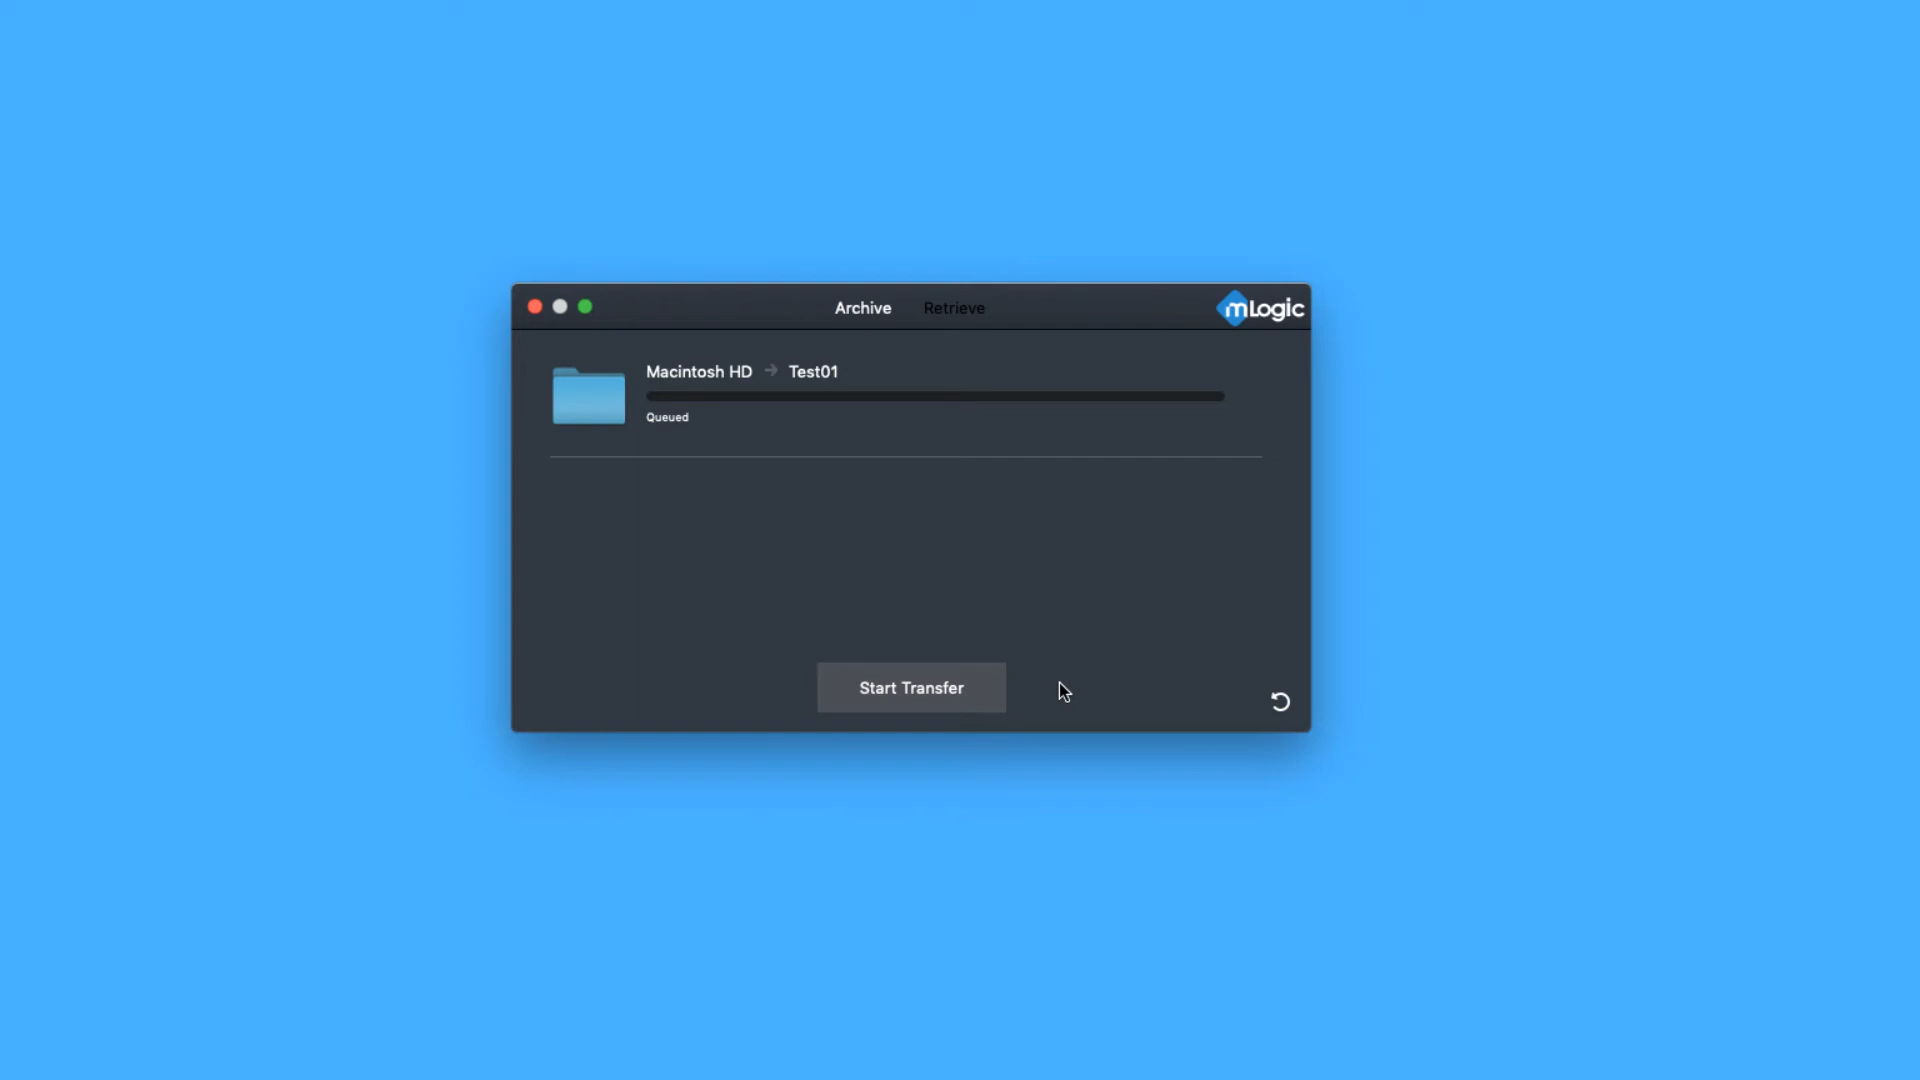 Archive Retrieve mLogic
Macintosh HD → Test01
Queued
Start Transfer